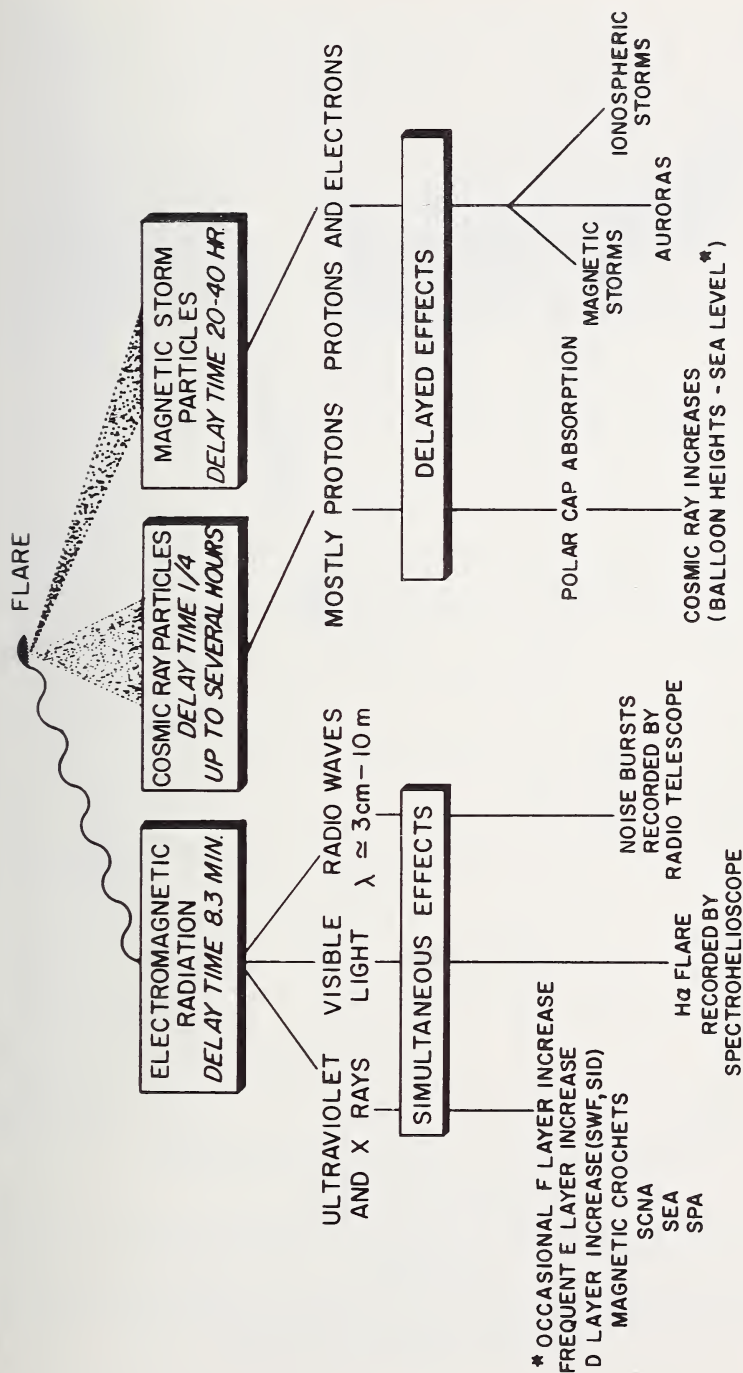 FLARE
ELECTROMAGNETIC
RADIATION
DELAY TIME 8.3 MIN.
COSMIC RAY PARTICLES
DELAY TIME 1/4
UP TO SEVERAL HOURS
MAGNETIC STORM
PARTICLES
DELAY TIME 20-40 HR.
ULTRAVIOLET
AND X RAYS
VISIBLE
LIGHT
RADIO WAVES
λ ≃ 3cm – 10 m
MOSTLY PROTONS
PROTONS AND ELECTRONS
SIMULTANEOUS EFFECTS
DELAYED EFFECTS
* OCCASIONAL F LAYER INCREASE
FREQUENT E LAYER INCREASE
D LAYER INCREASE (SWF, SID)
MAGNETIC CROCHETS
SCNA
SEA
SPA
Hα FLARE
RECORDED BY
SPECTROHELIOSCOPE
NOISE BURSTS
RECORDED BY
RADIO TELESCOPE
POLAR CAP ABSORPTION
COSMIC RAY INCREASES
(BALLOON HEIGHTS - SEA LEVEL*)
MAGNETIC
STORMS
AURORAS
IONOSPHERIC
STORMS